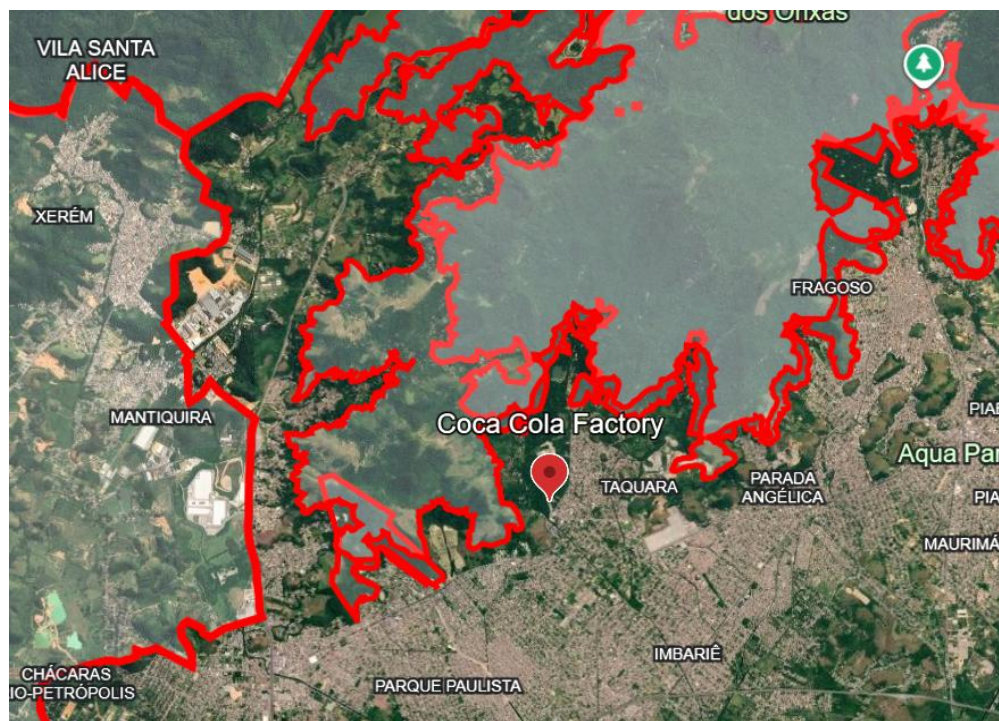 dos Orixás
VILA SANTA
ALICE
XERÉM
FRAGOSO
MANTIQUIRA
Coca Cola Factory
Aqua Par
TAQUARA
PARADA
ANGÉLICA
PIA
MAURIMÁ
IMBARIÊ
CHÁCARAS
IO-PETRÓPOLIS
PARQUE PAULISTA